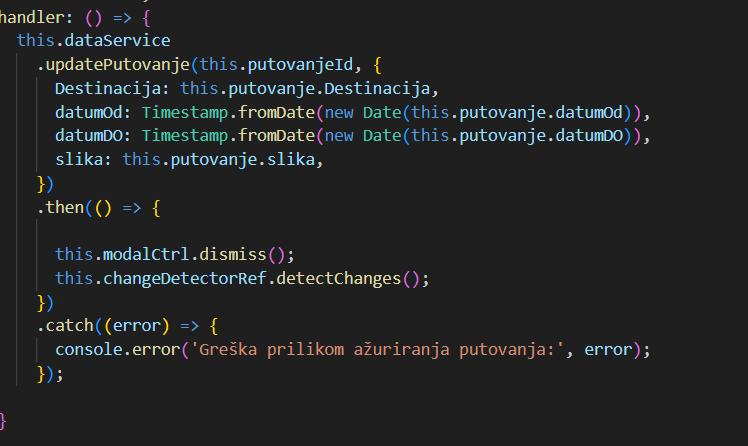 handler: () => {
this.dataService
.updatePutovanje(this.putovanjeId, {
Destinacija: this.putovanje.Destinacija,
datumOd: Timestamp.fromDate(new Date(this.putovanje.datumOd)),
datumDO: Timestamp.fromDate(new Date(this.putovanje.datumDO)),
slika: this.putovanje.slika,
})
.then(() => {
this.modalCtrl.dismiss();
this.changeDetectorRef.detectChanges();
})
.catch((error) => {
console.error('Greška prilikom ažuriranja putovanja:', error);
});
}